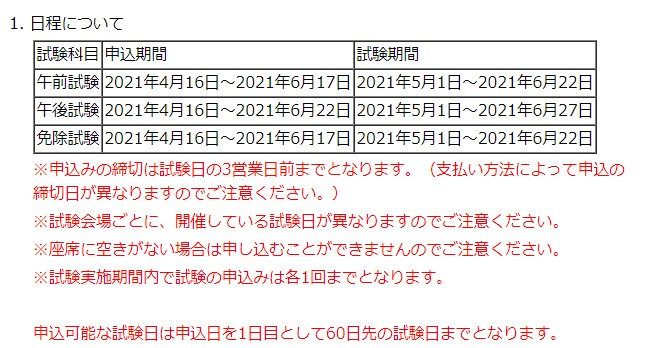 1. 日程について
試験科目 申込期間 試験期間
午前試験 2021年4月16日～2021年6月17日 2021年5月1日～2021年6月22日
午後試験 2021年4月16日～2021年6月22日 2021年5月1日～2021年6月27日
免除試験 2021年4月16日～2021年6月17日 2021年5月1日～2021年6月22日
※申込みの締切は試験日の3営業日前までとなります。（支払い方法によって申込の
締切日が異なりますのでご注意ください。）
※試験会場ごとに、開催している試験日が異なりますのでご注意ください。
※座席に空きがない場合は申し込むことができませんのでご注意ください。
※試験実施期間内で試験の申込みは各1回までとなります。
申込可能な試験日は申込日を1日目として60日先の試験日までとなります。